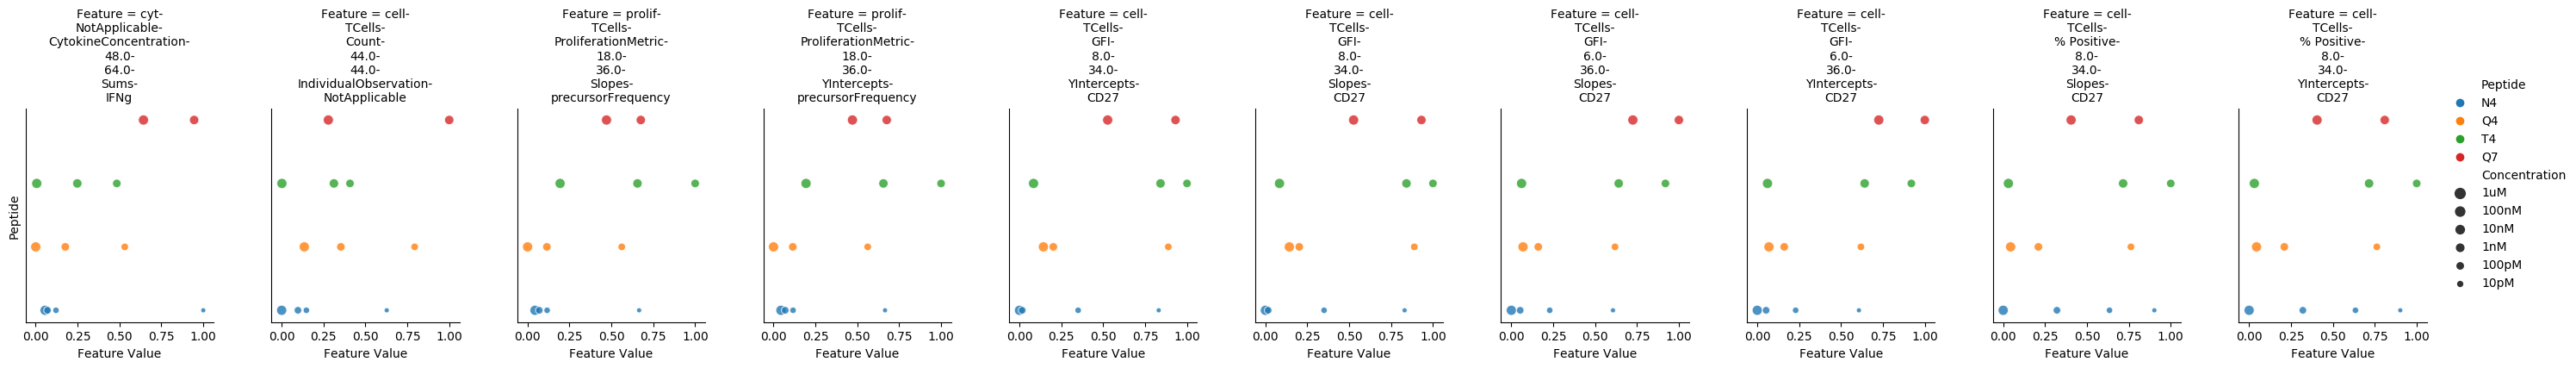 Feature = cyt-
NotApplicable-
CytokineConcentration-
48.0-
64.0-
Sums-
IFNg
Feature = cell-
TCells-
Count-
44.0-
44.0-
IndividualObservation-
NotApplicable
Feature = prolif-
TCells-
ProliferationMetric-
18.0-
36.0-
Slopes-
precursorFrequency
Feature = prolif-
TCells-
ProliferationMetric-
18.0-
36.0-
YIntercepts-
precursorFrequency
Feature = cell-
TCells-
GFI-
8.0-
34.0-
YIntercepts-
CD27
Feature = cell-
TCells-
GFI-
8.0-
34.0-
Slopes-
CD27
Feature = cell-
TCells-
GFI-
6.0-
36.0-
Slopes-
CD27
Feature = cell-
TCells-
GFI-
6.0-
36.0-
YIntercepts-
CD27
Feature = cell-
TCells-
% Positive-
8.0-
34.0-
Slopes-
CD27
Feature = cell-
TCells-
% Positive-
8.0-
34.0-
YIntercepts-
CD27
Peptide
0.00 0.25 0.50 0.75 1.00
Feature Value
0.00 0.25 0.50 0.75 1.00
Feature Value
0.00 0.25 0.50 0.75 1.00
Feature Value
0.00 0.25 0.50 0.75 1.00
Feature Value
0.00 0.25 0.50 0.75 1.00
Feature Value
0.00 0.25 0.50 0.75 1.00
Feature Value
0.00 0.25 0.50 0.75 1.00
Feature Value
0.00 0.25 0.50 0.75 1.00
Feature Value
0.00 0.25 0.50 0.75 1.00
Feature Value
0.00 0.25 0.50 0.75 1.00
Feature Value
Peptide
N4
Q4
T4
Q7
Concentration
1uM
100nM
10nM
1nM
100pM
10pM